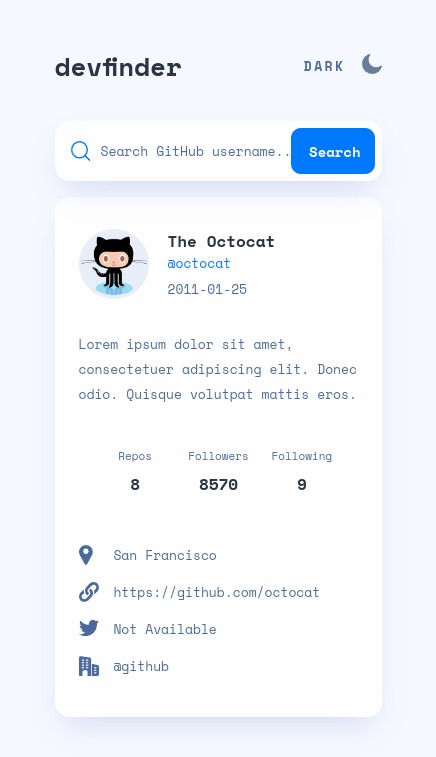 devfinder
DARK
Search GitHub username..
Search
The Octocat
@octocat
2011-01-25
Lorem ipsum dolor sit amet,
consectetuer adipiscing elit. Donec
odio. Quisque volutpat mattis eros.
Repos Followers Following
8 8570 9
San Francisco
https://github.com/octocat
Not Available
@github